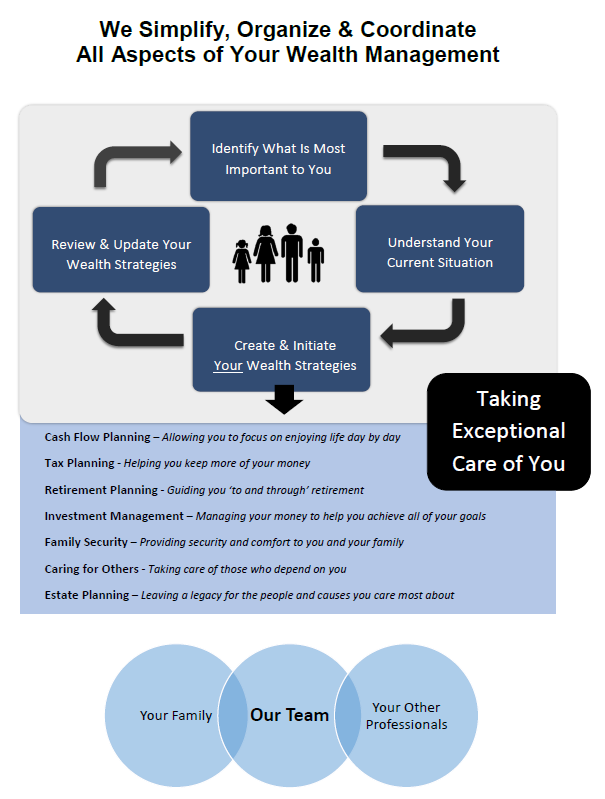 We Simplify, Organize & Coordinate
All Aspects of Your Wealth Management
Identify What Is Most
Important to You
Review & Update Your
Wealth Strategies
Understand Your
Current Situation
Create & Initiate
Your Wealth Strategies
Taking
Exceptional
Care of You
Cash Flow Planning – Allowing you to focus on enjoying life day by day
Tax Planning - Helping you keep more of your money
Retirement Planning - Guiding you ‘to and through’ retirement
Investment Management – Managing your money to help you achieve all of your goals
Family Security – Providing security and comfort to you and your family
Caring for Others - Taking care of those who depend on you
Estate Planning – Leaving a legacy for the people and causes you care most about
Your Family
Our Team
Your Other
Professionals